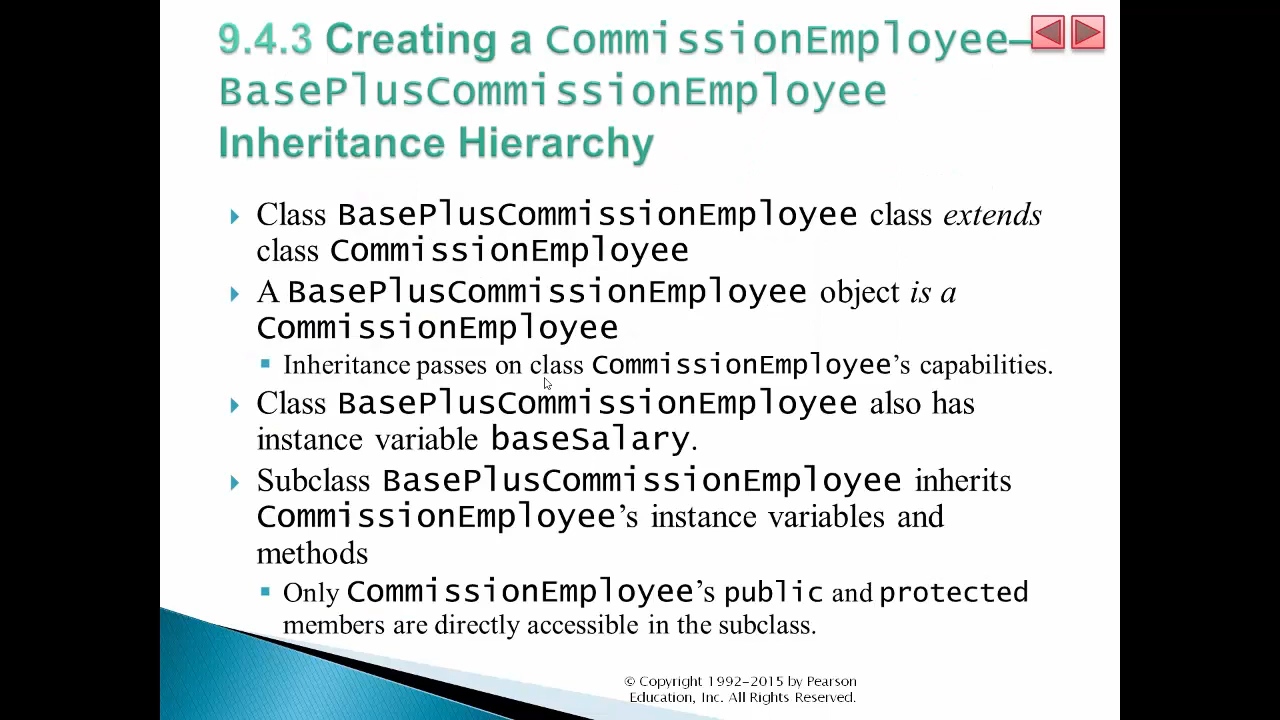 9.4.3 Creating a CommissionEmployee–
BasePlusCommissionEmployee
Inheritance Hierarchy
Class BasePlusCommissionEmployee class extends
class CommissionEmployee
A BasePlusCommissionEmployee object is a
CommissionEmployee
Inheritance passes on class CommissionEmployee’s capabilities.
Class BasePlusCommissionEmployee also has
instance variable baseSalary.
Subclass BasePlusCommissionEmployee inherits
CommissionEmployee’s instance variables and
methods
Only CommissionEmployee’s public and protected
members are directly accessible in the subclass.
© Copyright 1992–2015 by Pearson
Education, Inc. All Rights Reserved.